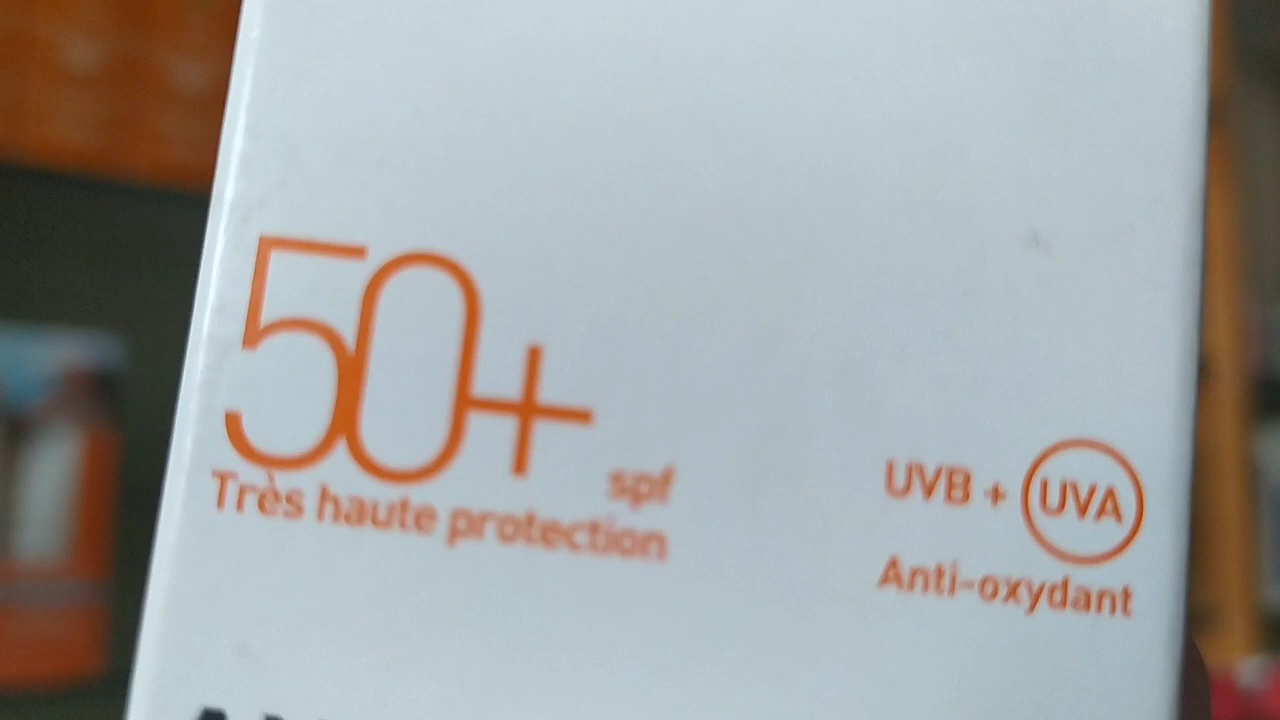 50+ spf
Très haute protection
UVB + UVA
Anti-oxydant